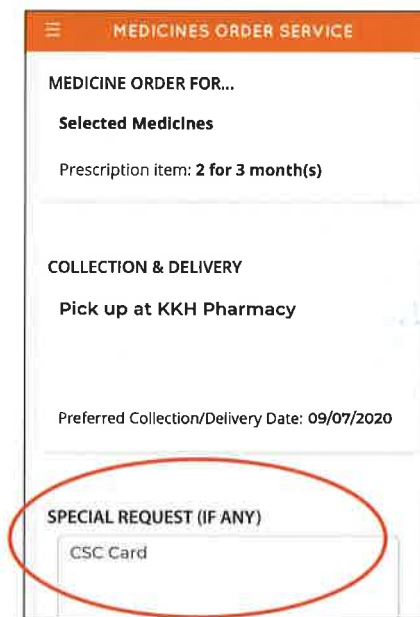 MEDICINES ORDER SERVICE
MEDICINE ORDER FOR...
Selected Medicines
Prescription item: 2 for 3 month(s)
COLLECTION & DELIVERY
Pick up at KKH Pharmacy
Preferred Collection/Delivery Date: 09/07/2020
SPECIAL REQUEST (IF ANY)
CSC Card